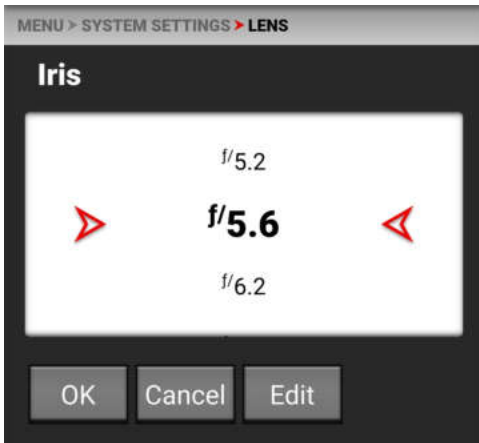 MENU > SYSTEM SETTINGS > LENS
Iris
ƒ/5.2
ƒ/5.6
ƒ/6.2
OK Cancel Edit